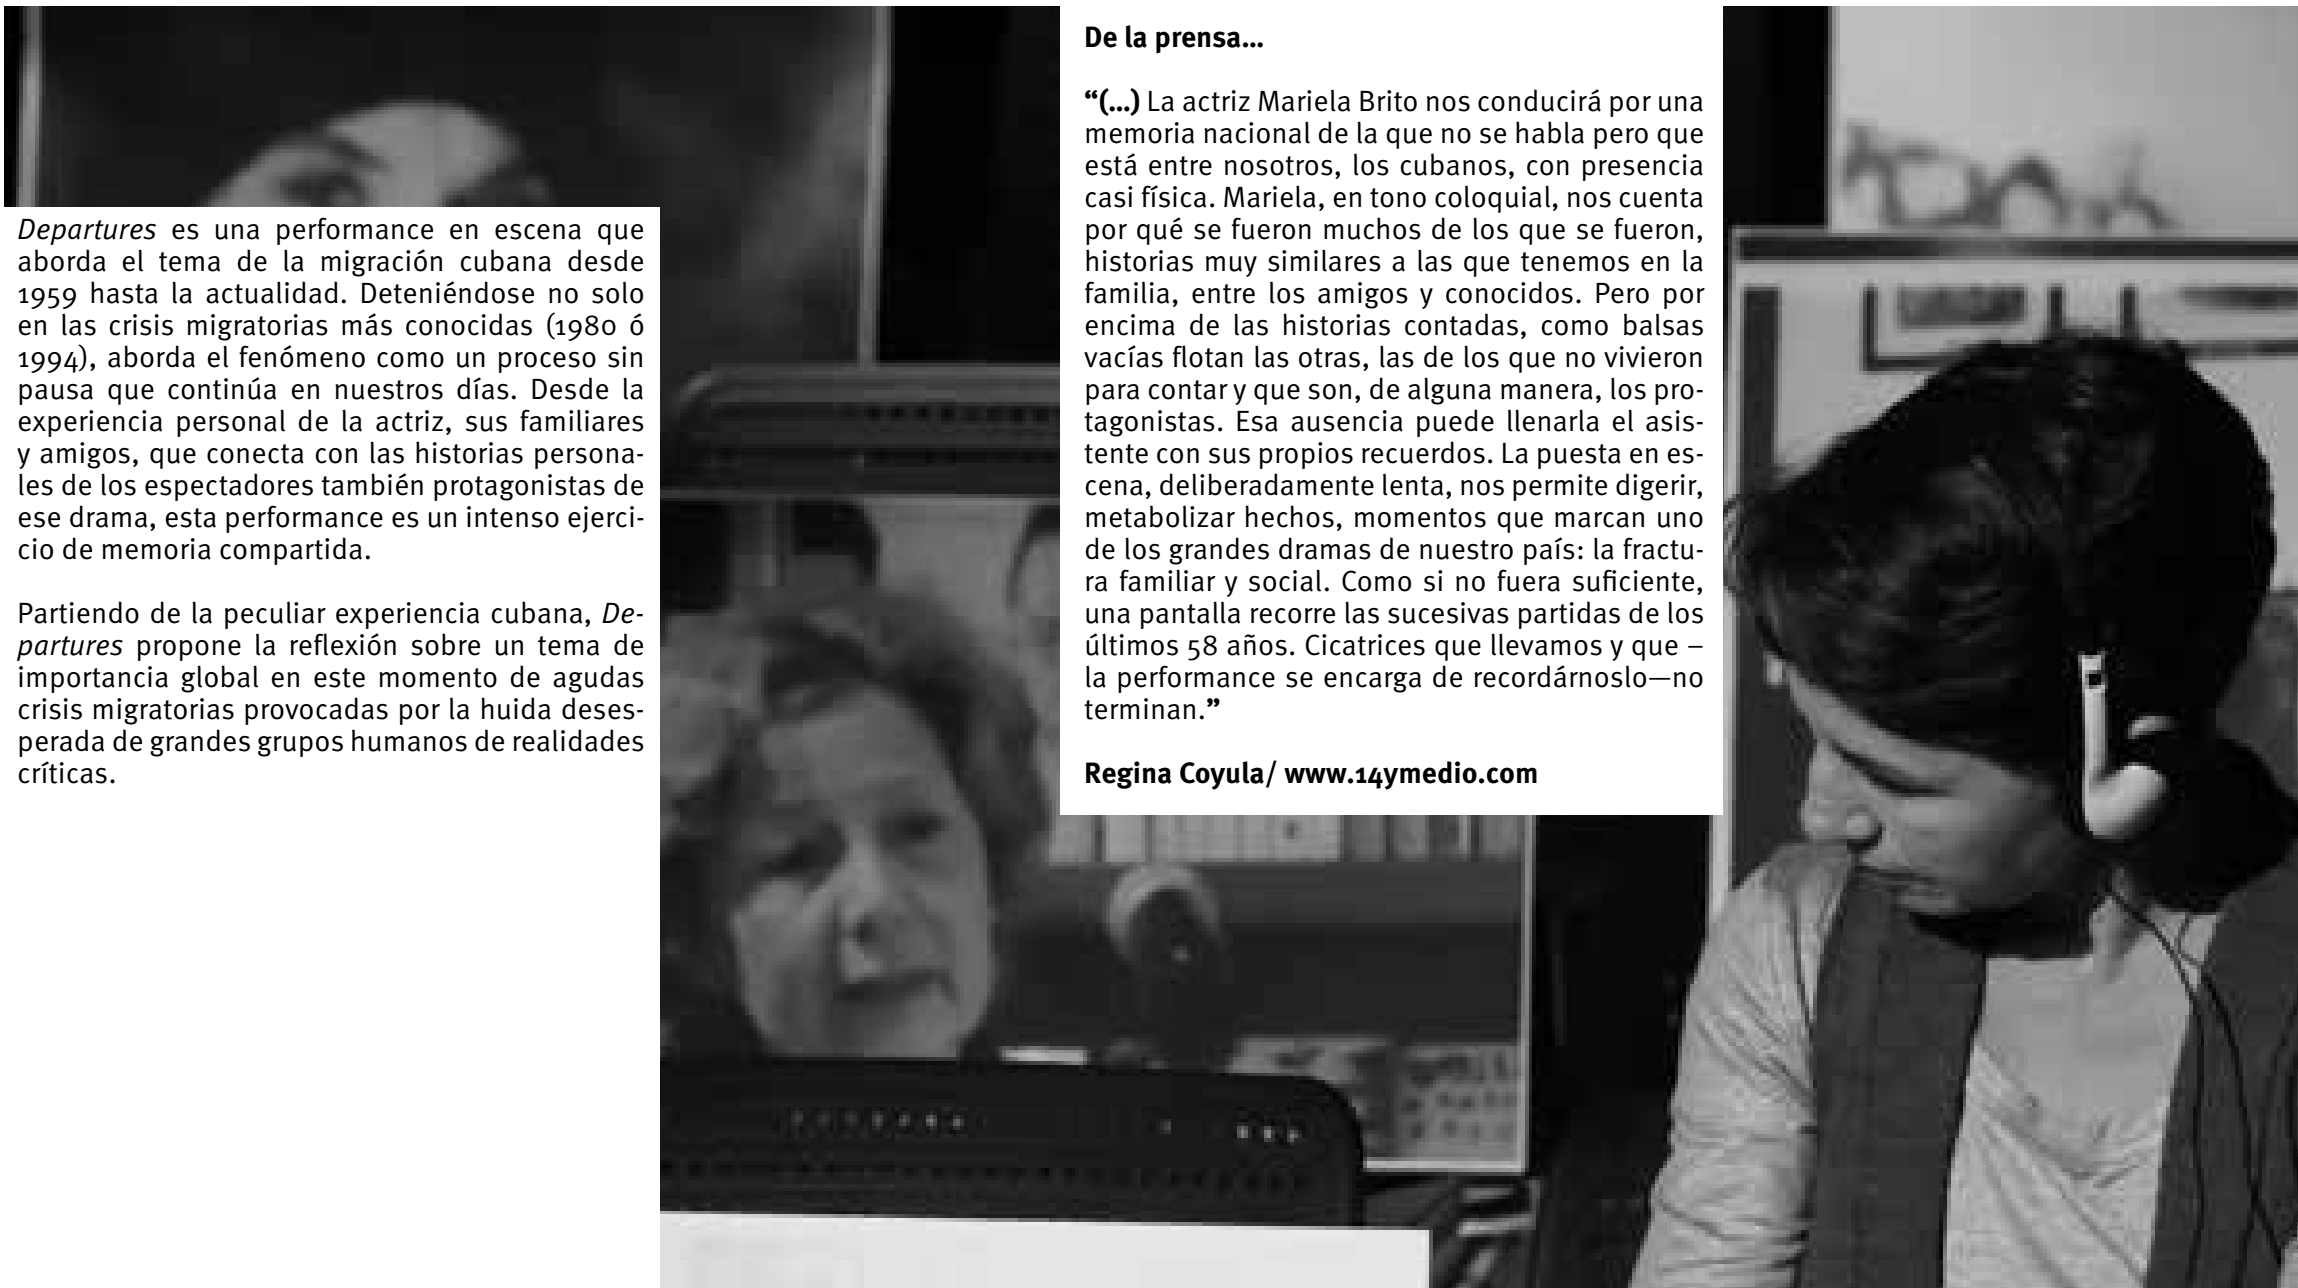 Departures es una performance en escena que
aborda el tema de la migración cubana desde
1959 hasta la actualidad. Deteniéndose no solo
en las crisis migratorias más conocidas (1980 ó
1994), aborda el fenómeno como un proceso sin
pausa que continúa en nuestros días. Desde la
experiencia personal de la actriz, sus familiares
y amigos, que conecta con las historias persona-
les de los espectadores también protagonistas de
ese drama, esta performance es un intenso ejerci-
cio de memoria compartida.

Partiendo de la peculiar experiencia cubana, De-
partures propone la reflexión sobre un tema de
importancia global en este momento de agudas
crisis migratorias provocadas por la huida deses-
perada de grandes grupos humanos de realidades
críticas.

De la prensa...

“(...) La actriz Mariela Brito nos conducirá por una
memoria nacional de la que no se habla pero que
está entre nosotros, los cubanos, con presencia
casi física. Mariela, en tono coloquial, nos cuenta
por qué se fueron muchos de los que se fueron,
historias muy similares a las que tenemos en la
familia, entre los amigos y conocidos. Pero por
encima de las historias contadas, como balsas
vacías flotan las otras, las de los que no vivieron
para contar y que son, de alguna manera, los pro-
tagonistas. Esa ausencia puede llenarla el asis-
tente con sus propios recuerdos. La puesta en es-
cena, deliberadamente lenta, nos permite digerir,
metabolizar hechos, momentos que marcan uno
de los grandes dramas de nuestro país: la fractu-
ra familiar y social. Como si no fuera suficiente,
una pantalla recorre las sucesivas partidas de los
últimos 58 años. Cicatrices que llevamos y que –
la performance se encarga de recordárnoslo—no
terminan.”

Regina Coyula/ www.14ymedio.com